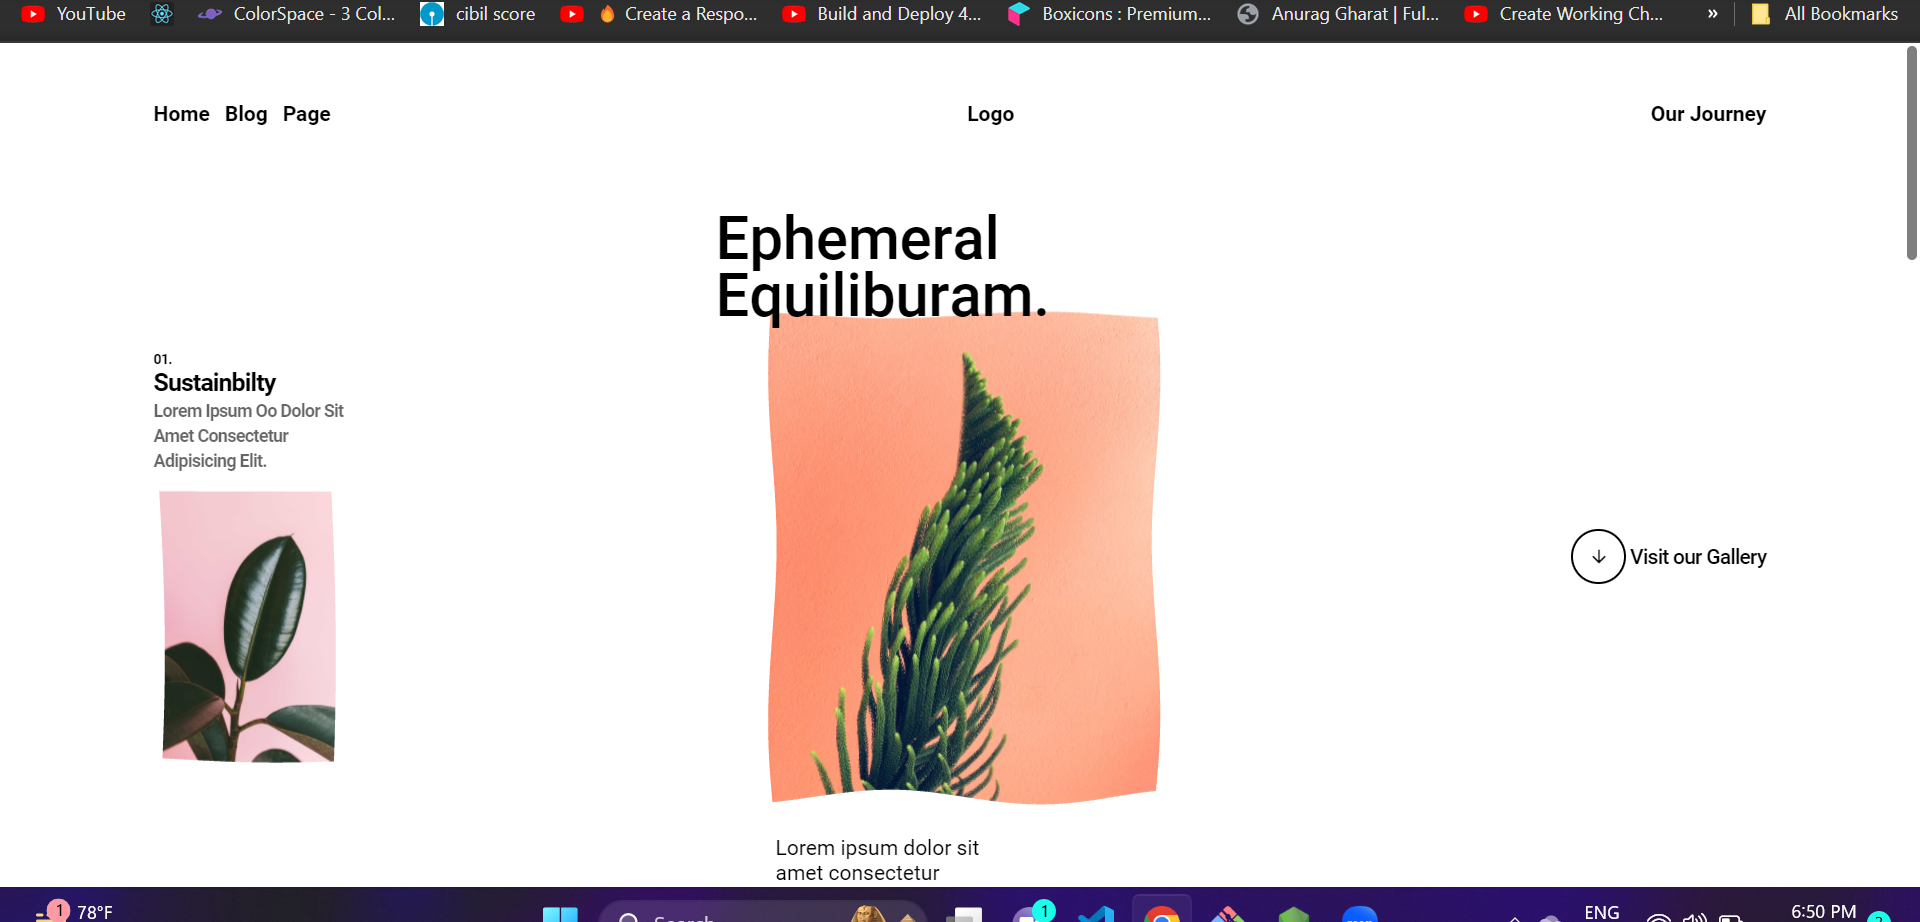 YouTube
ColorSpace - 3 Col...
cibil score
Create a Respo...
Build and Deploy 4...
Boxicons : Premium...
Anurag Gharat | Ful...
Create Working Ch...
»
All Bookmarks
Home Blog Page
Logo
Our Journey
Ephemeral
Equiliburam.
01.
Sustainbilty
Lorem Ipsum Oo Dolor Sit
Amet Consectetur
Adipisicing Elit.
Visit our Gallery
Lorem ipsum dolor sit
amet consectetur
1
78°F
Search
1
ENG
6:50 PM